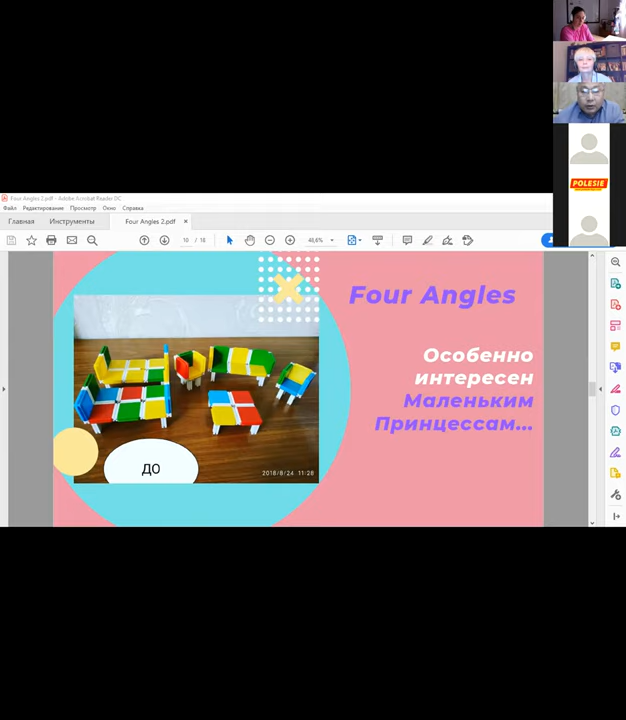 POLESIE
Four Angles 2.pdf - Adobe Acrobat Reader DC
Файл Редактирование Просмотр Окно Справка
Главная Инструменты Four Angles 2.pdf ×
10 / 18 48,6%
Four Angles
Особенно
интересен
Маленьким
Принцессам...
ДО
2018/8/24 11:28